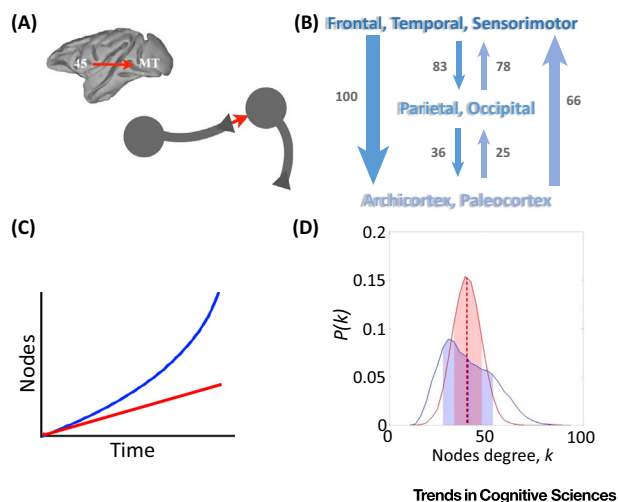 (A)
45 MT
(B)
Frontal, Temporal, Sensorimotor
83 78
100 66
Parietal, Occipital
36 25
Archicortex, Paleocortex
(C)
Nodes
Time
(D)
0.2
0.15
0.1
0.05
0
P(k)
0 50 100
Nodes degree, k
Trends in Cognitive Sciences